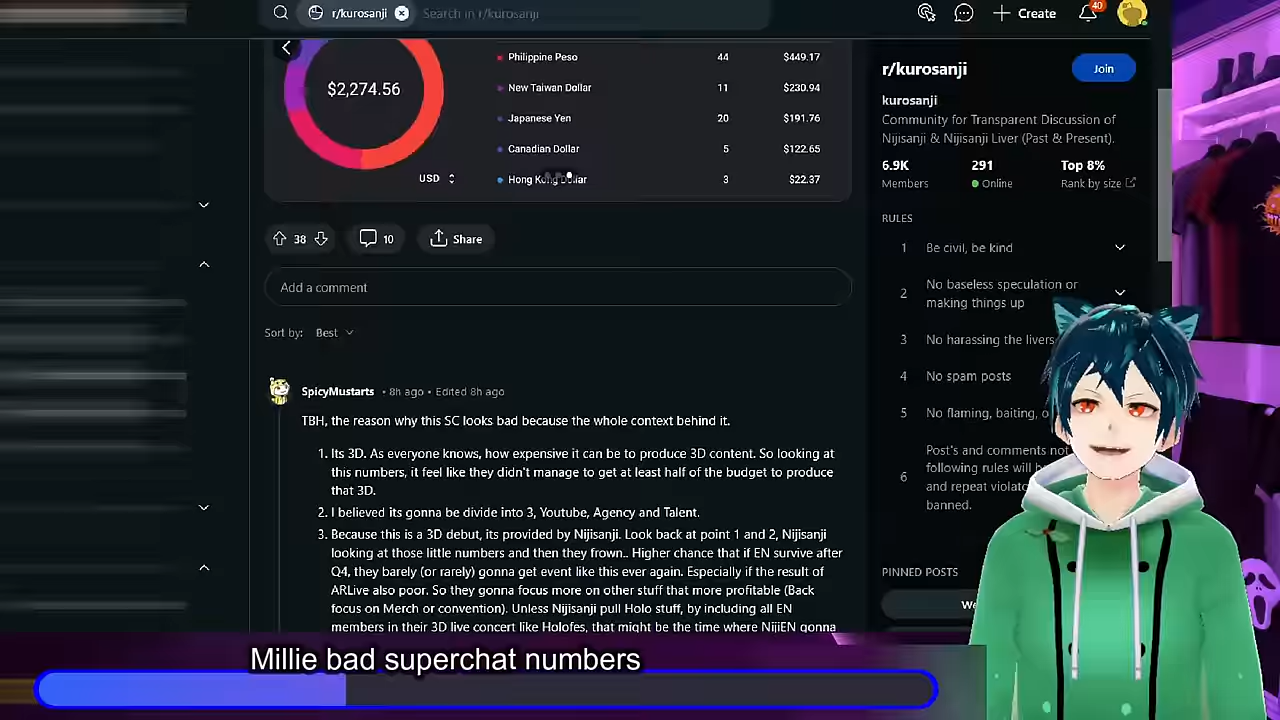 r/kurosanji
Search in r/kurosanji
Create
40
$2,274.56
USD
Philippine Peso 44 $449.17
New Taiwan Dollar 11 $230.94
Japanese Yen 20 $191.76
Canadian Dollar 5 $122.65
Hong Kong Dollar 3 $22.37
38
10
Share
Add a comment
Sort by: Best
SpicyMustarts • 8h ago • Edited 8h ago
TBH, the reason why this SC looks bad because the whole context behind it.
1. Its 3D. As everyone knows, how expensive it can be to produce 3D content. So looking at
this numbers, it feel like they didn't manage to get at least half of the budget to produce
that 3D.
2. I believed its gonna be divide into 3, Youtube, Agency and Talent.
3. Because this is a 3D debut, its provided by Nijisanji. Look back at point 1 and 2, Nijisanji
looking at those little numbers and then they frown.. Higher chance that if EN survive after
Q4, they barely (or rarely) gonna get event like this ever again. Especially if the result of
ARLive also poor. So they gonna focus more on other stuff that more profitable (Back
focus on Merch or convention). Unless Nijisanji pull Holo stuff, by including all EN
members in their 3D live concert like Holofes, that might be the time where NijiEN gonna
r/kurosanji
Join
kurosanji
Community for Transparent Discussion of
Nijisanji & Nijisanji Liver (Past & Present).
6.9K 291 Top 8%
Members Online Rank by size
RULES
1 Be civil, be kind
2 No baseless speculation or
making things up
3 No harassing the livers
4 No spam posts
5 No flaming, baiting, o
6 Post's and comments not
following rules will b
and repeat violato
banned.
PINNED POSTS
We
Millie bad superchat numbers